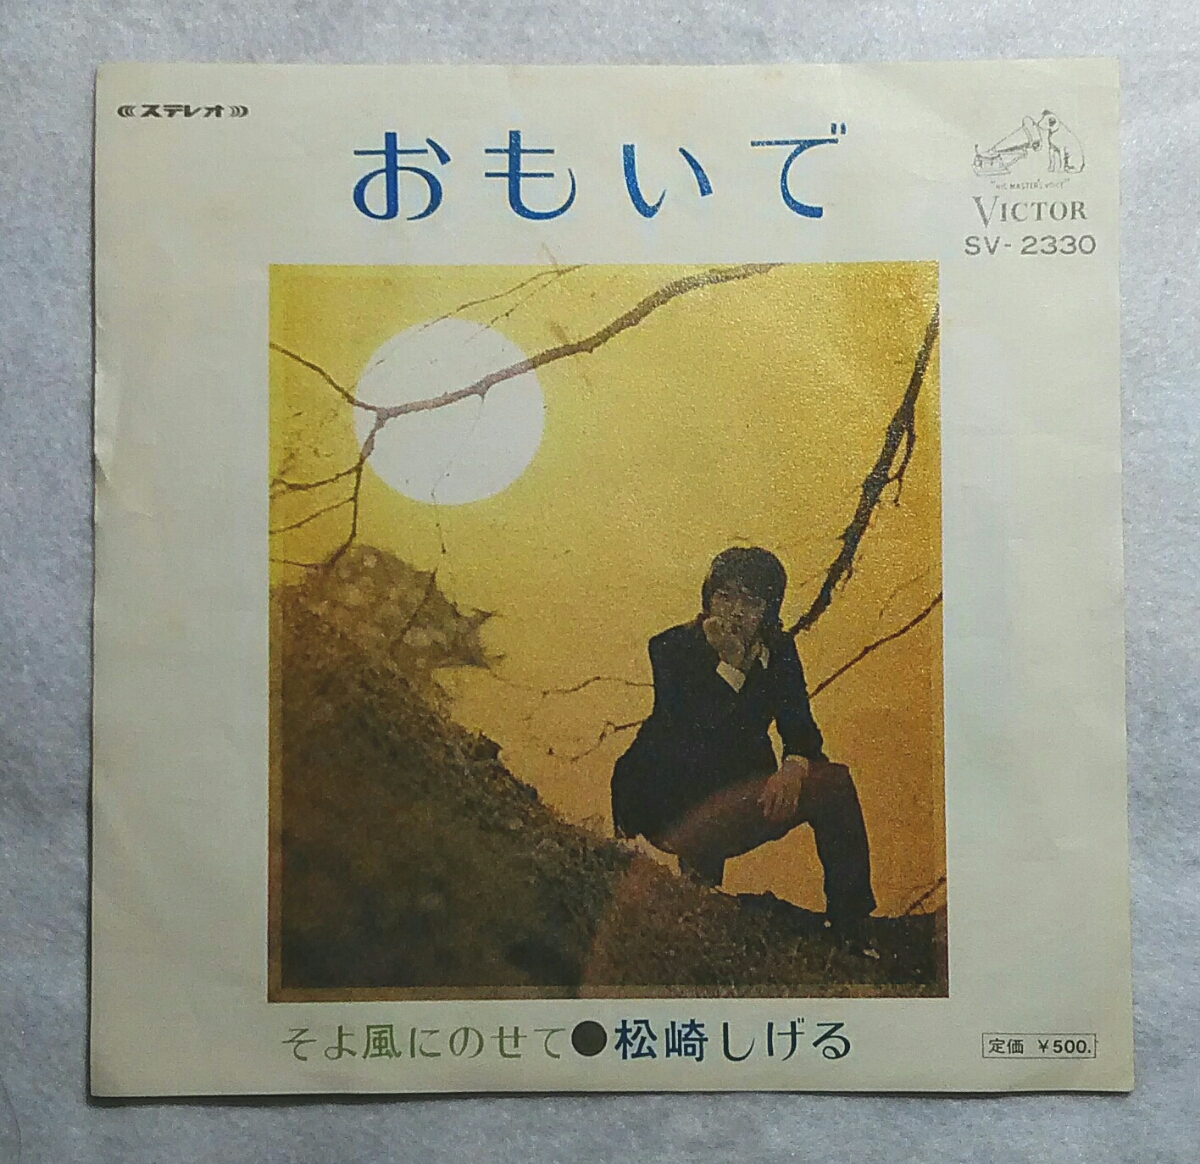 ステレオ
おもいで
"HIS MASTER'S VOICE"
VICTOR
SV-2330
そよ風にのせて●松崎しげる
定価 ¥500.